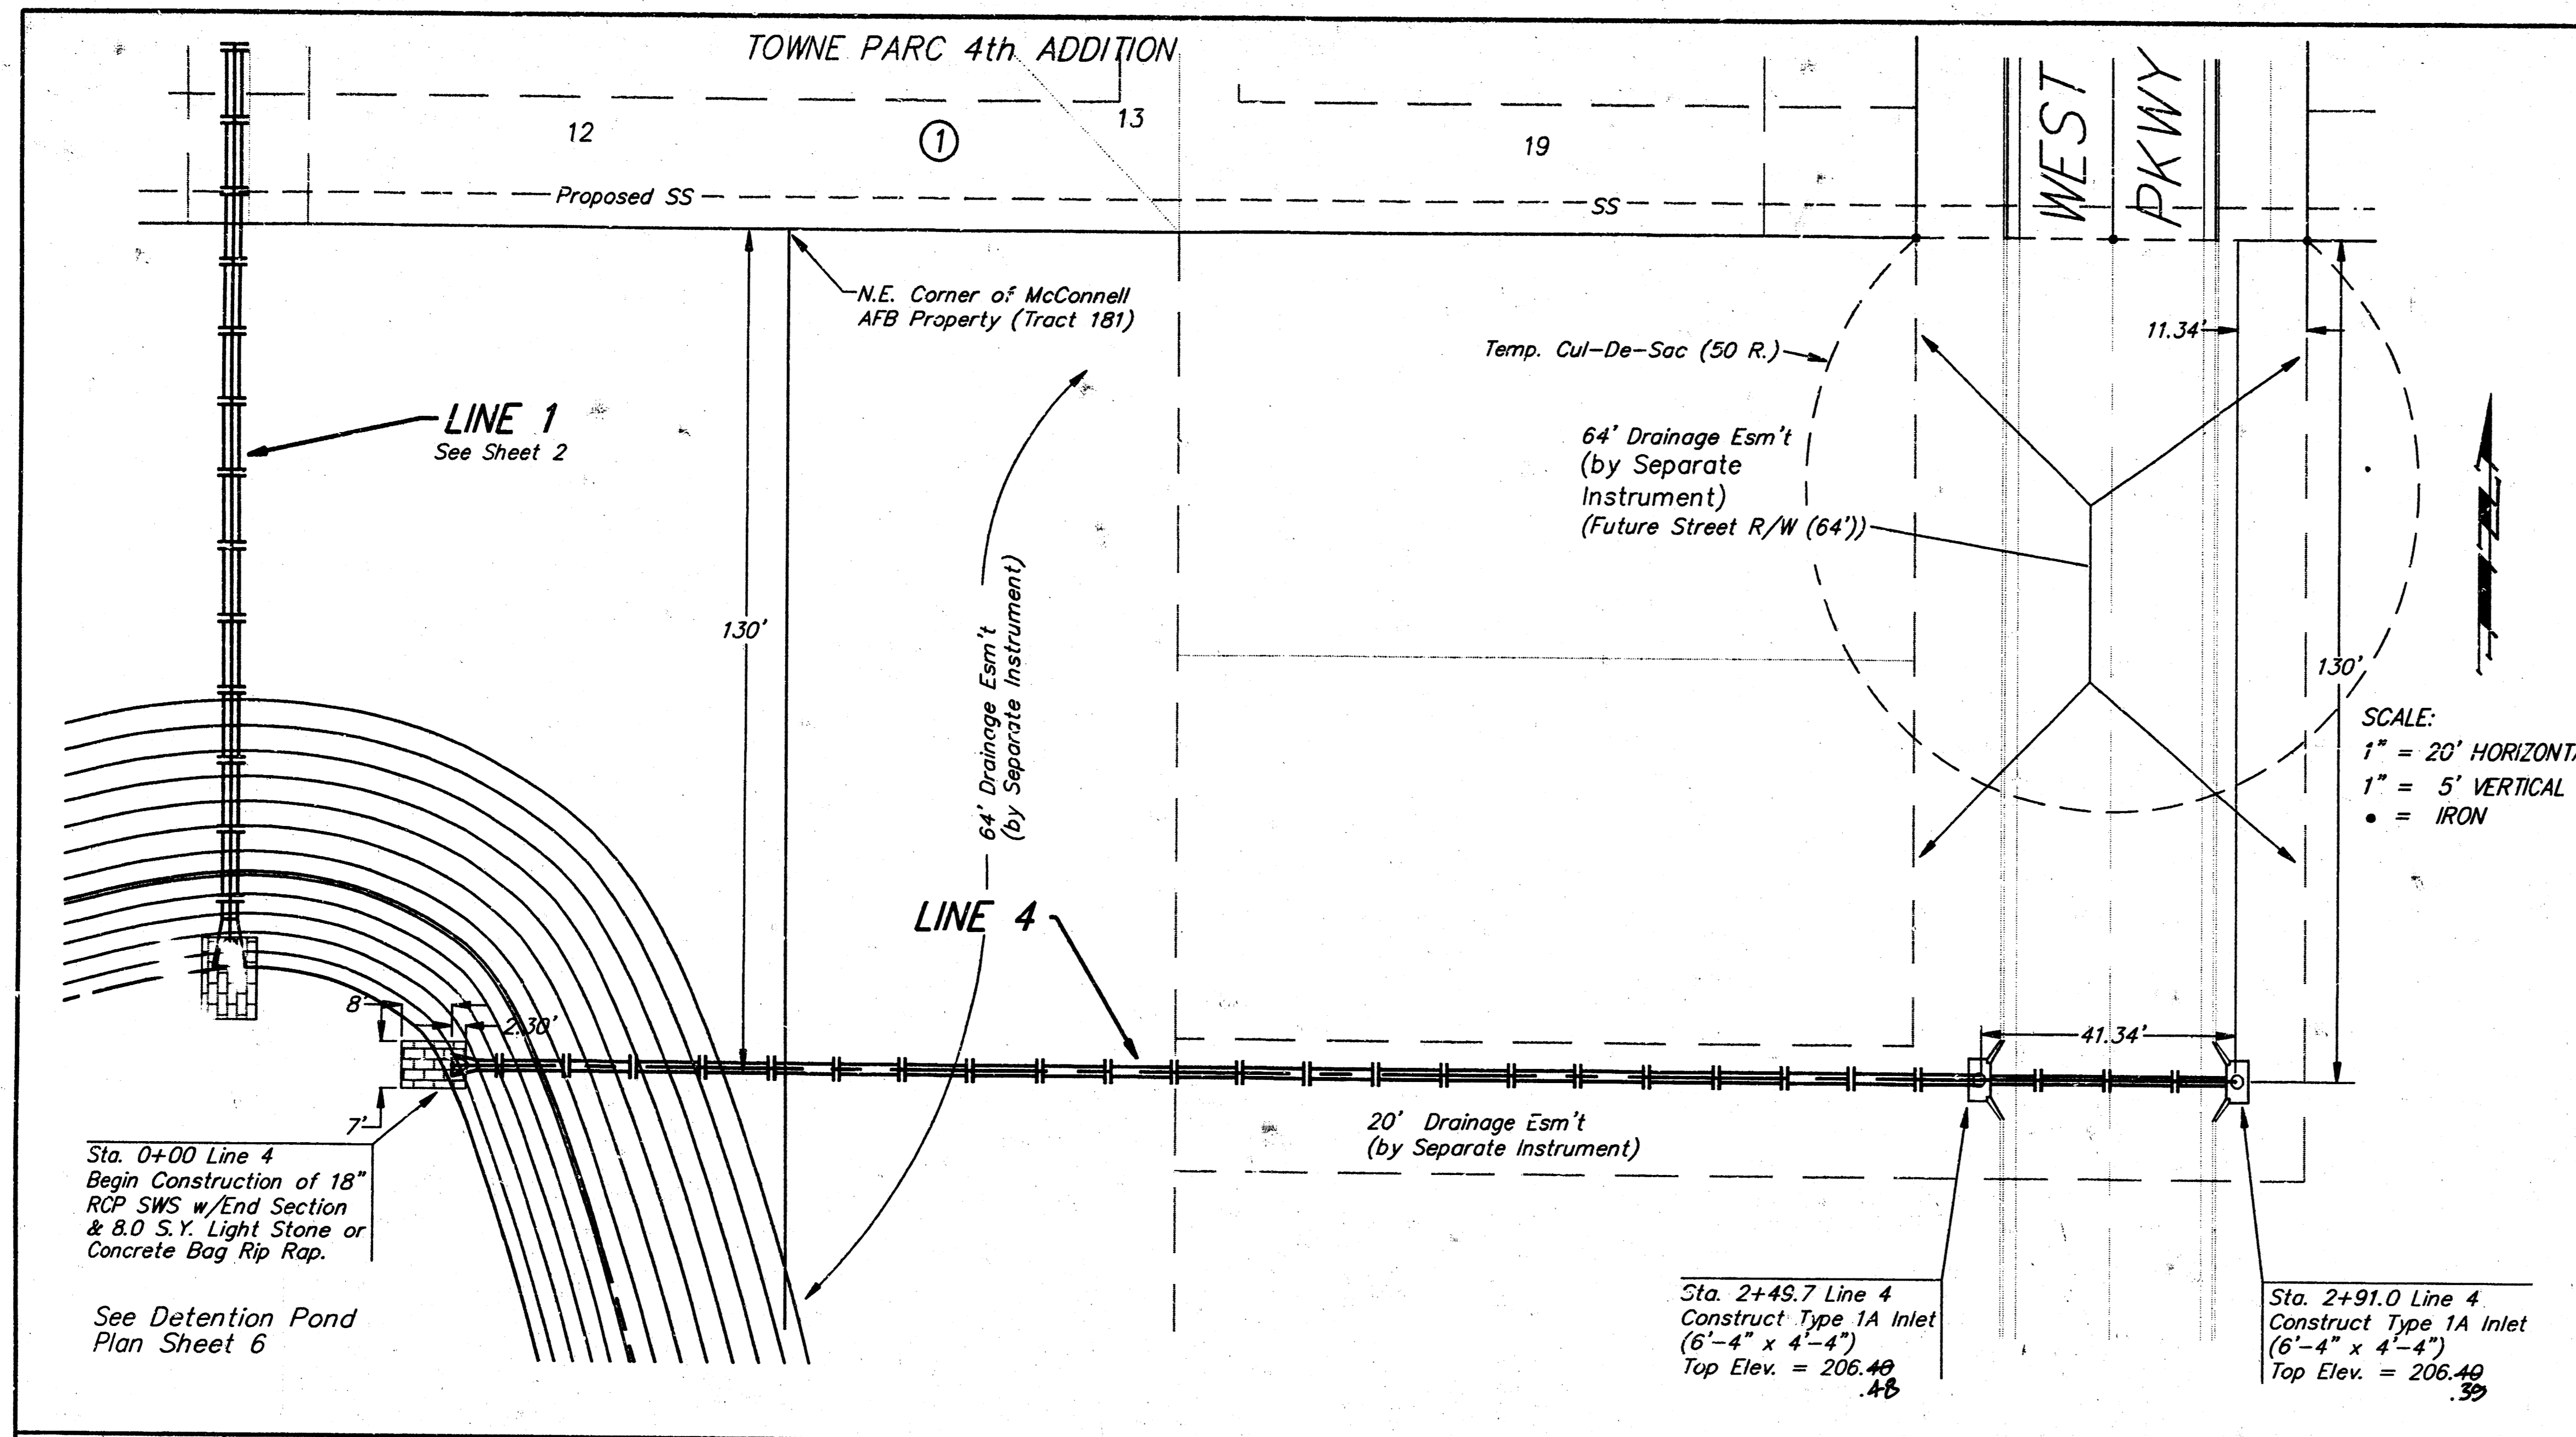 TOWNE PARC 4th ADDITION
12
1
13
19
WEST
PKWY
Proposed SS
SS
N.E. Corner of McConnell
AFB Property (Tract 181)
11.34'
Temp. Cul-De-Sac (50 R.)
LINE 1
See Sheet 2
64' Drainage Esm't
(by Separate
Instrument)
(Future Street R/W (64'))
130'
64' Drainage Esm't
(by Separate Instrument)
130'
SCALE:
1" = 20' HORIZONTA
1" = 5' VERTICAL
• = IRON
LINE 4
8'
2.30'
7'
41.34'
20' Drainage Esm't
(by Separate Instrument)
Sta. 0+00 Line 4
Begin Construction of 18"
RCP SWS w/End Section
& 8.0 S.Y. Light Stone or
Concrete Bag Rip Rap.
See Detention Pond
Plan Sheet 6
Sta. 2+49.7 Line 4
Construct Type 1A Inlet
(6'-4" x 4'-4")
Top Elev. = 206.40
.48
Sta. 2+91.0 Line 4
Construct Type 1A Inlet
(6'-4" x 4'-4")
Top Elev. = 206.40
.39